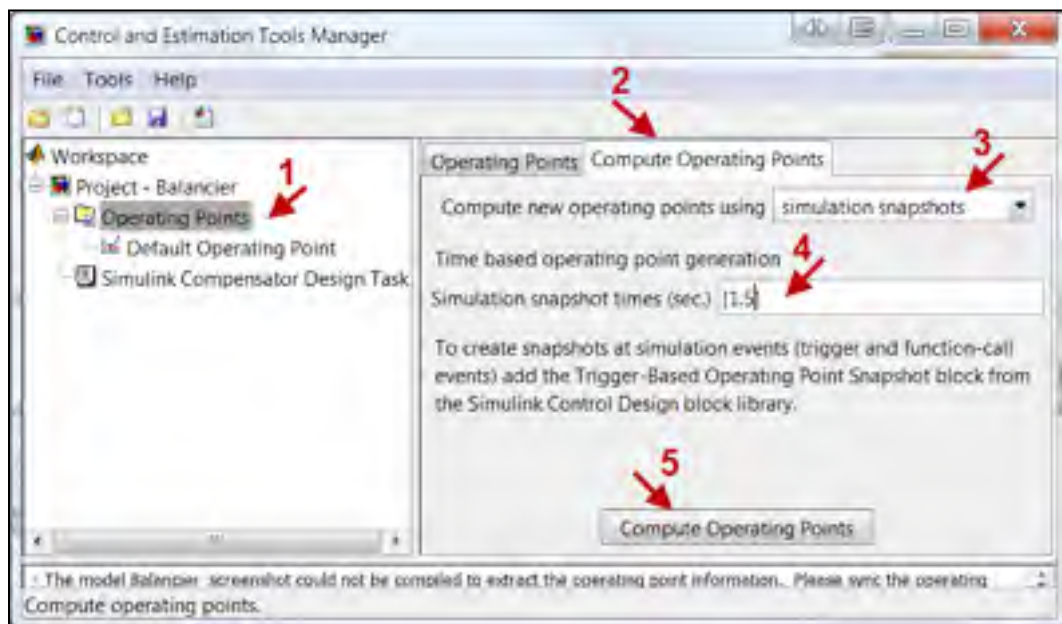 Control and Estimation Tools Manager
File Tools Help
2
Workspace
Project - Balancier
1
Operating Points
Default Operating Point
Simulink Compensator Design Task
Operating Points Compute Operating Points
3
Compute new operating points using simulation snapshots
Time based operating point generation
4
Simulation snapshot times (sec.) [1.5
To create snapshots at simulation events (trigger and function-call
events) add the Trigger-Based Operating Point Snapshot block from
the Simulink Control Design block library.
5
Compute Operating Points
- The model Balancier_screenshot could not be compiled to extract the operating point information. Please sync the operating
Compute operating points.